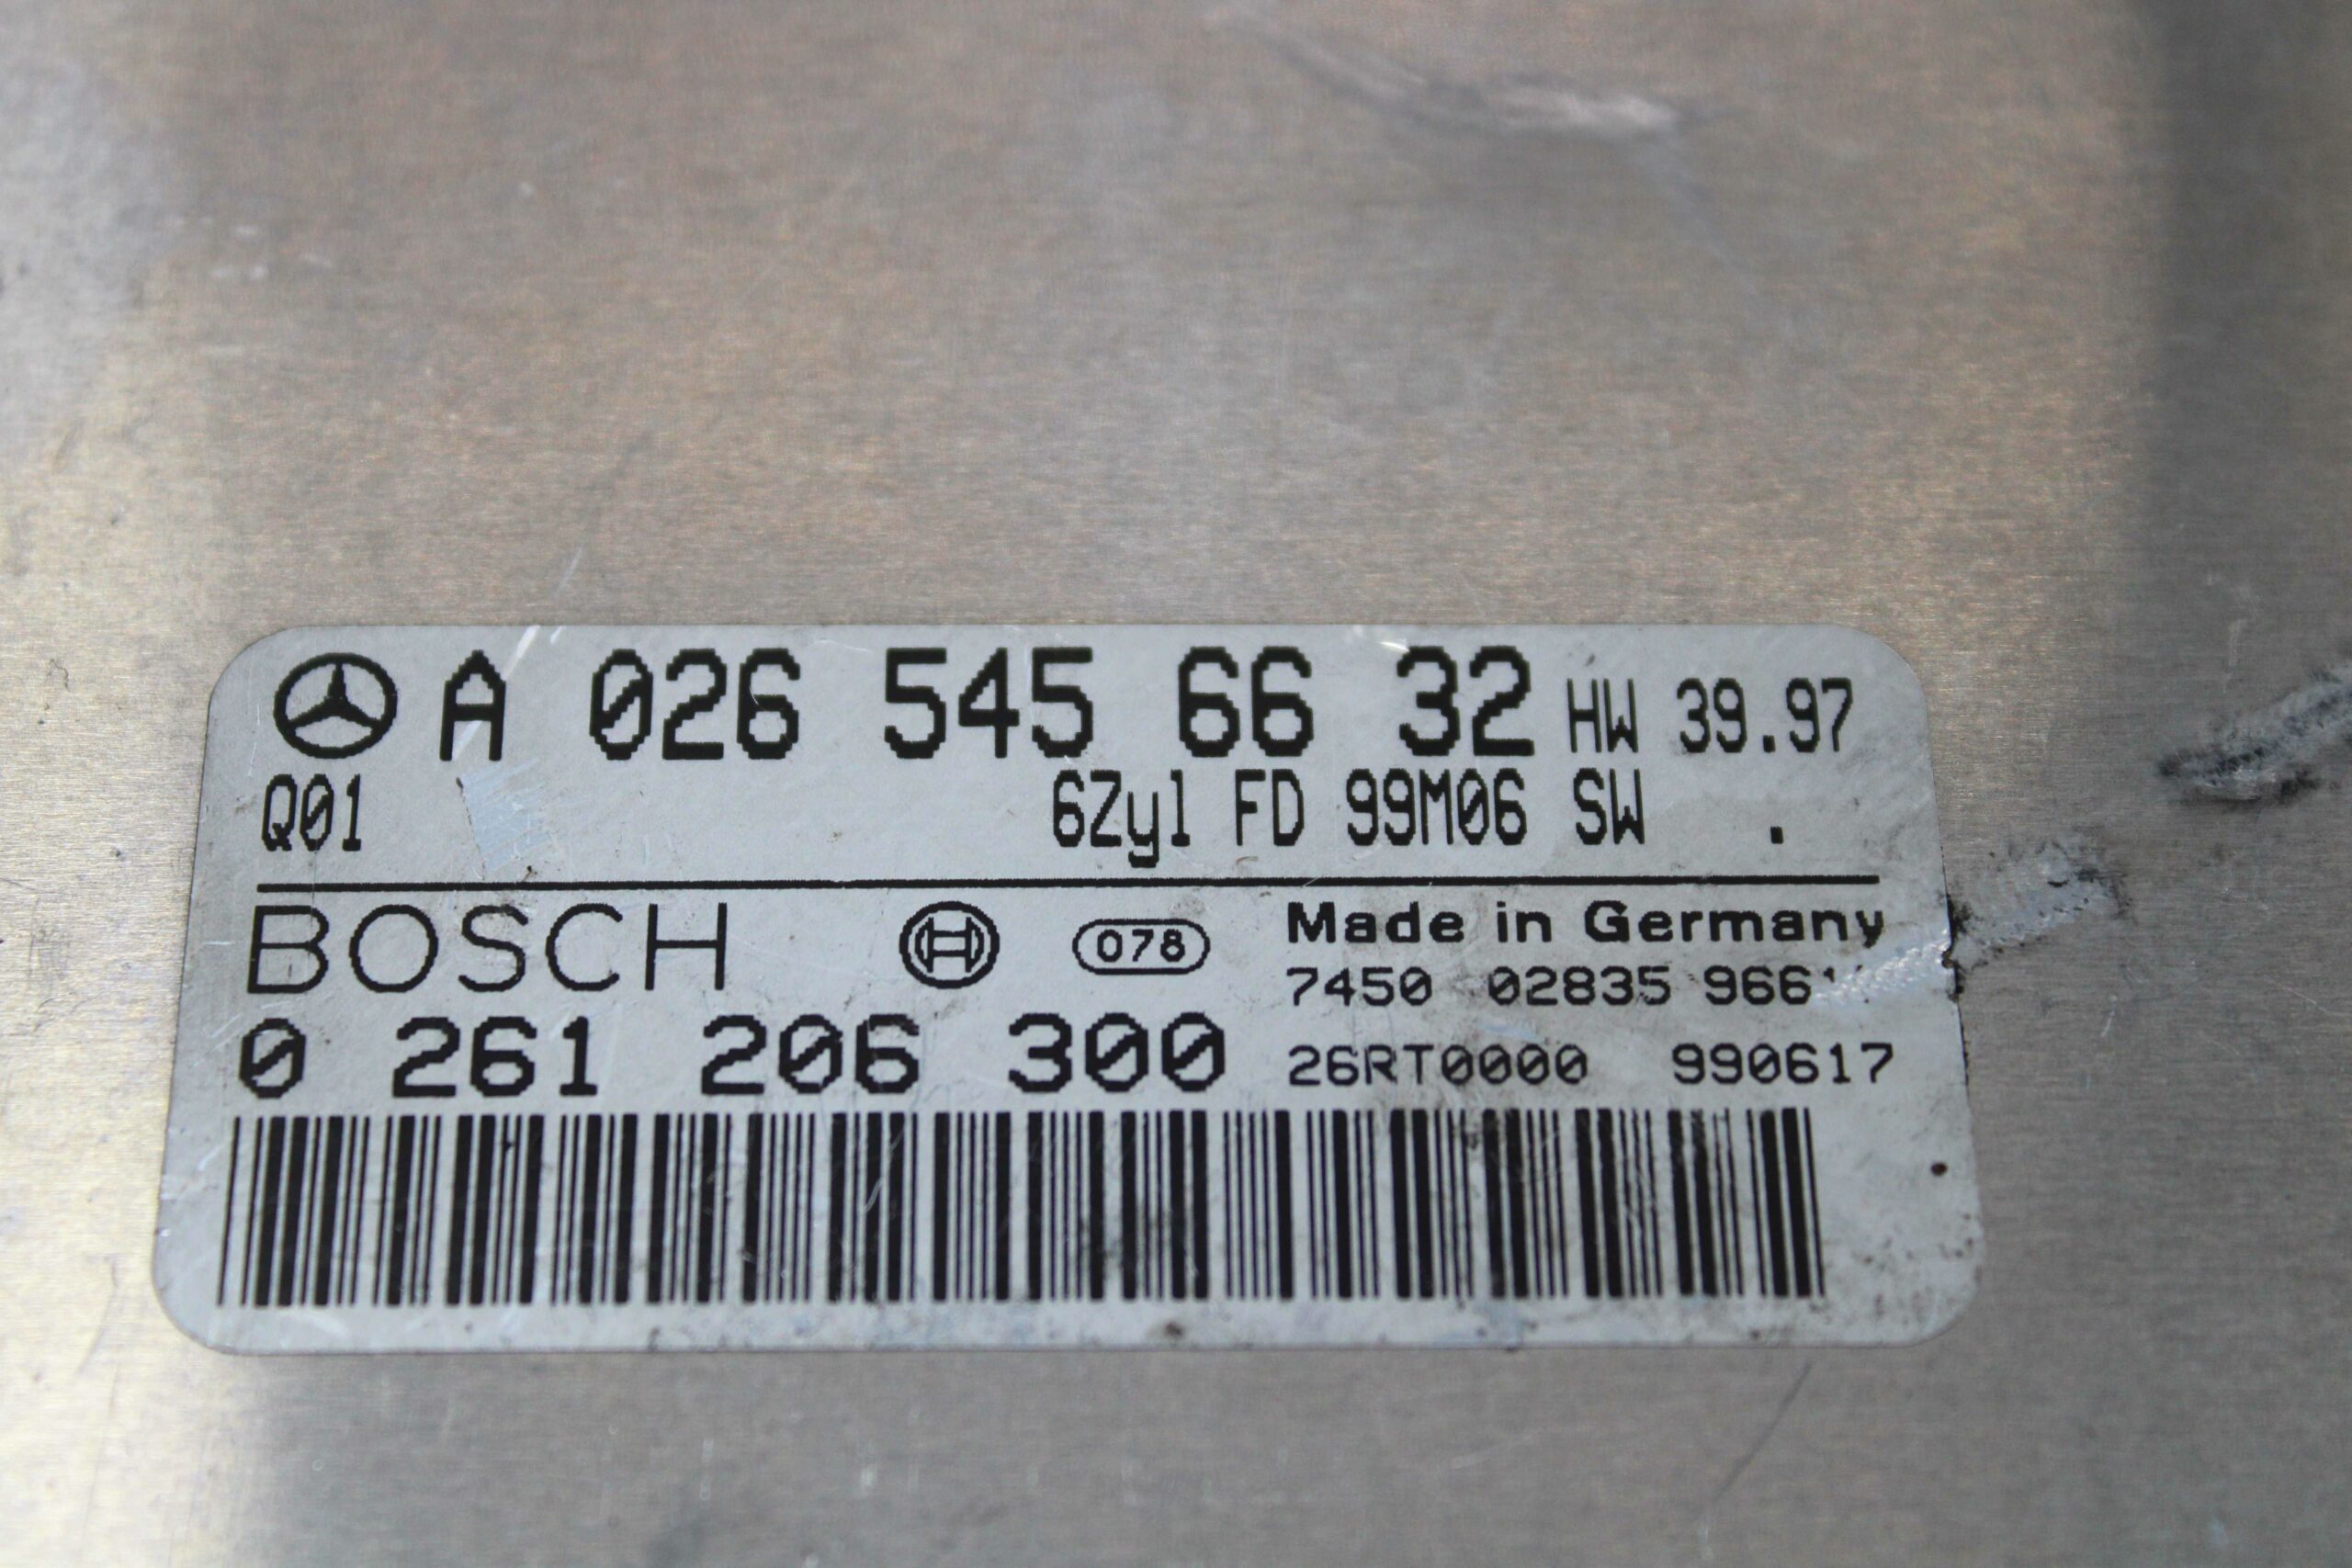 A 026 545 66 32 HW 39.97
Q01 6Zyl FD 99M06 SW .
BOSCH 078 Made in Germany
7450 02835
0 261 206 300 26RT0000 990617